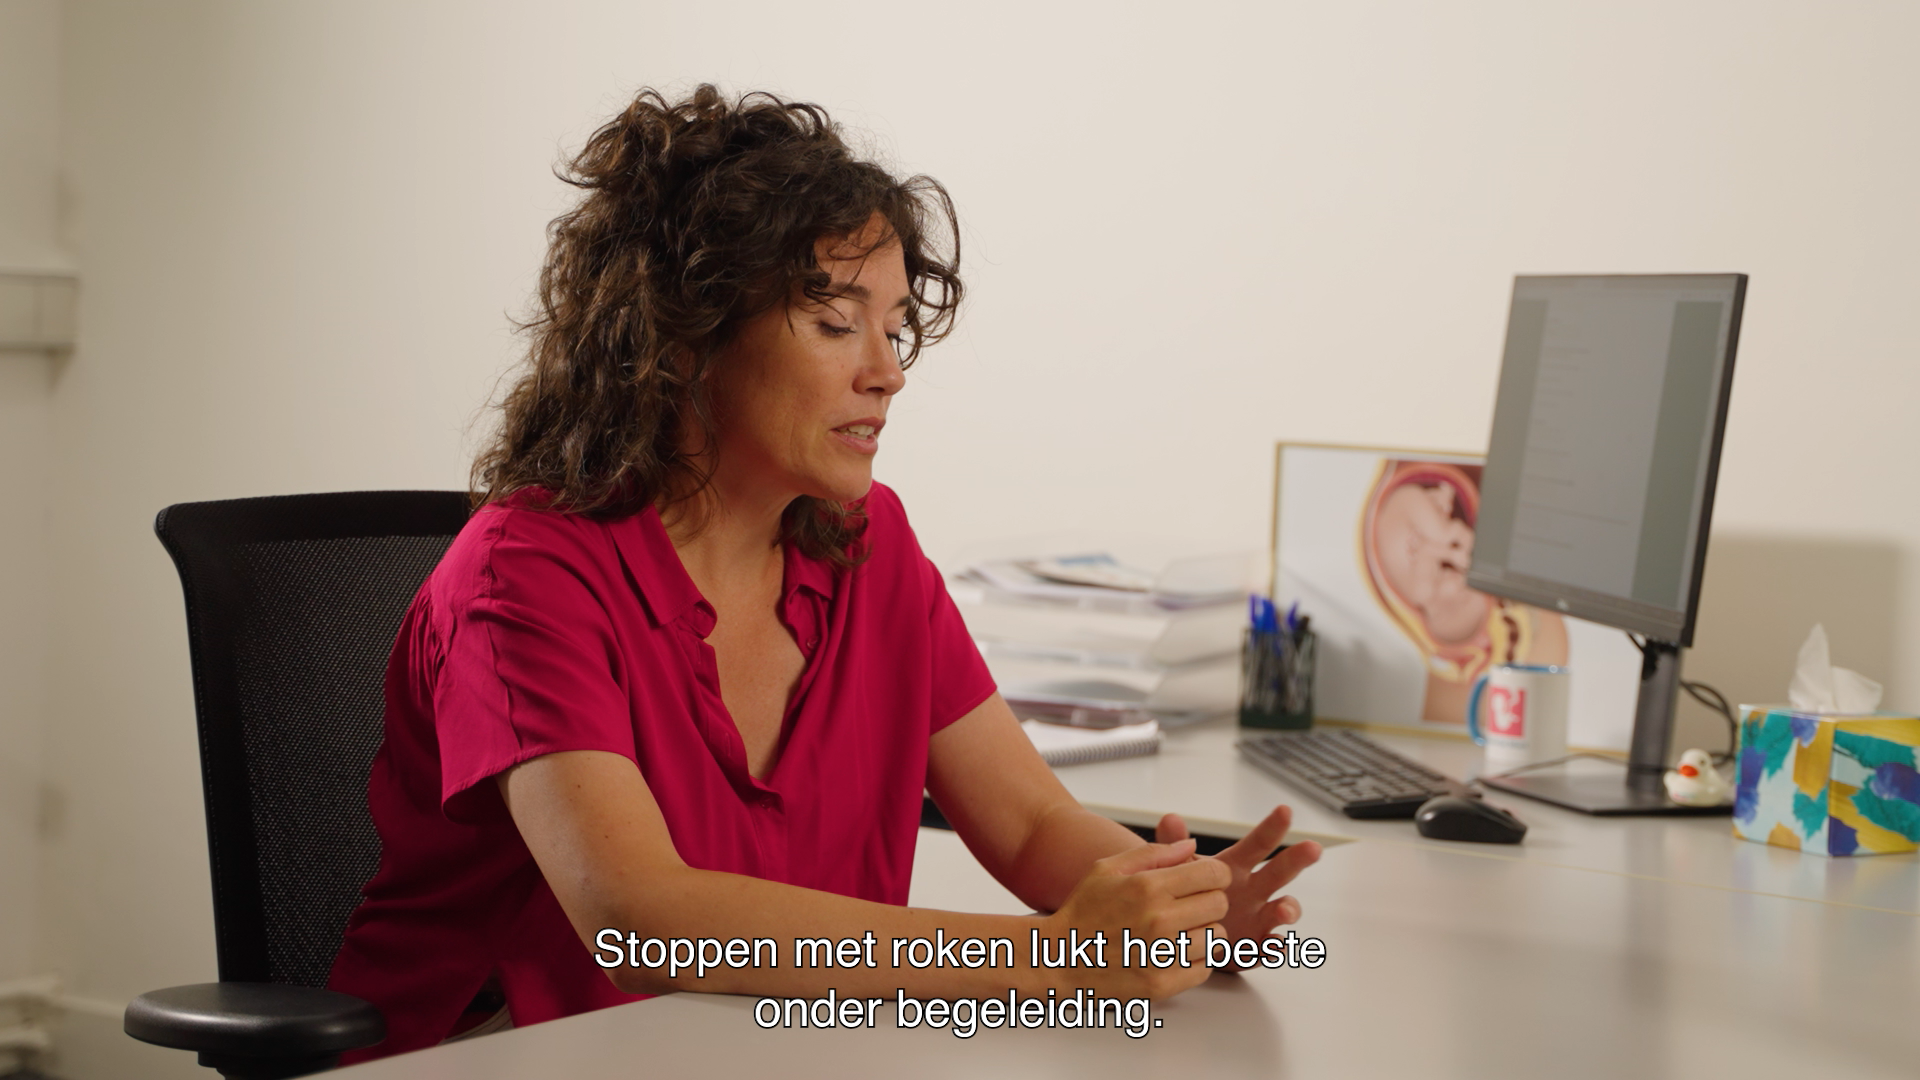 Stoppen met roken lukt het beste
onder begeleiding.